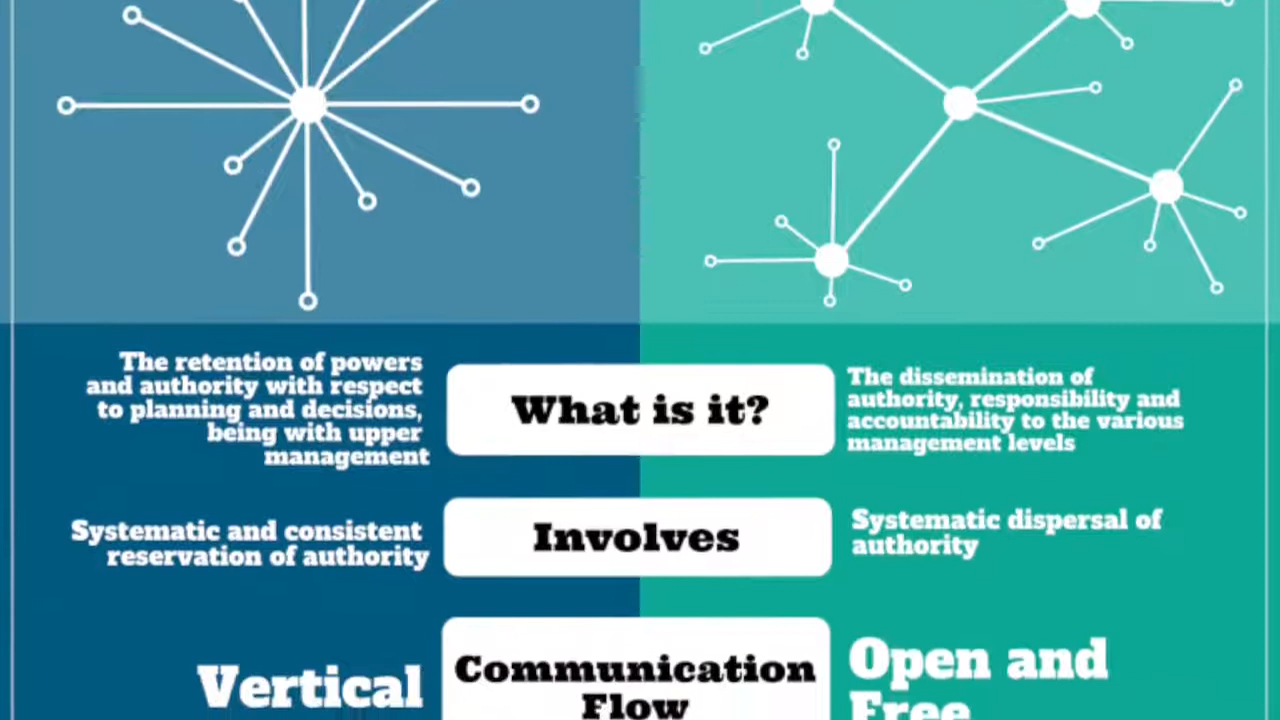 The retention of powers
and authority with respect
to planning and decisions,
being with upper
management
What is it?
The dissemination of
authority, responsibility and
accountability to the various
management levels
Systematic and consistent
reservation of authority
Involves
Systematic dispersal of
authority
Vertical
Communication
Flow
Open and
Free